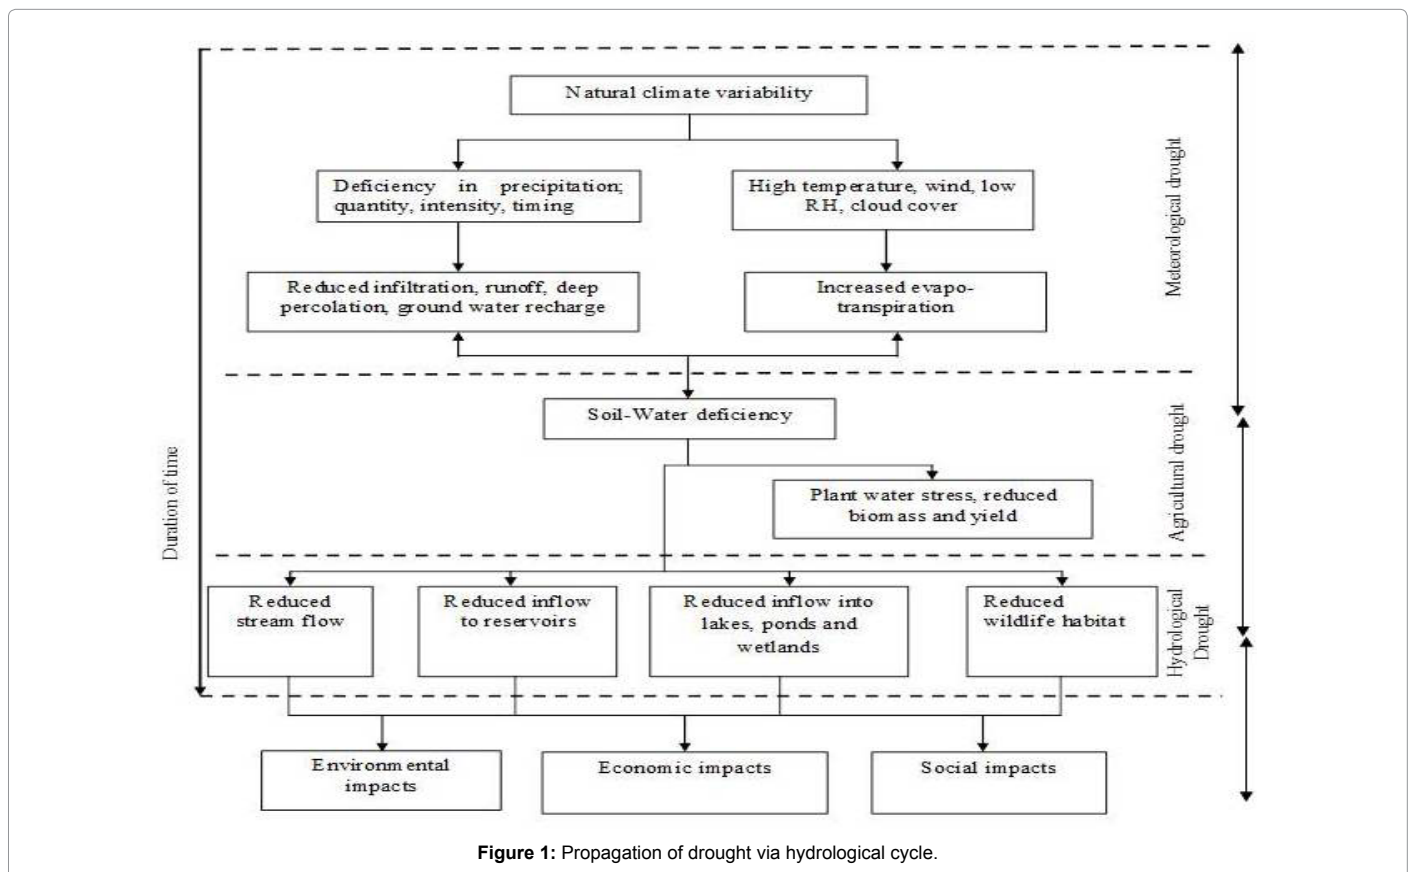 Natural climate variability
Deficiency in precipitation;
quantity, intensity, timing
High temperature, wind, low
RH, cloud cover
Meteorological drought
Reduced infiltration, runoff, deep
percolation, ground water recharge
Increased evapo-
transpiration
Soil-Water deficiency
Agricultural drought
Duration of time
Plant water stress, reduced
biomass and yield
Reduced
stream flow
Reduced inflow
to reservoirs
Reduced inflow into
lakes, ponds and
wetlands
Reduced
wildlife habitat
Hydrological
Drought
Environmental
impacts
Economic impacts
Social impacts
Figure 1: Propagation of drought via hydrological cycle.